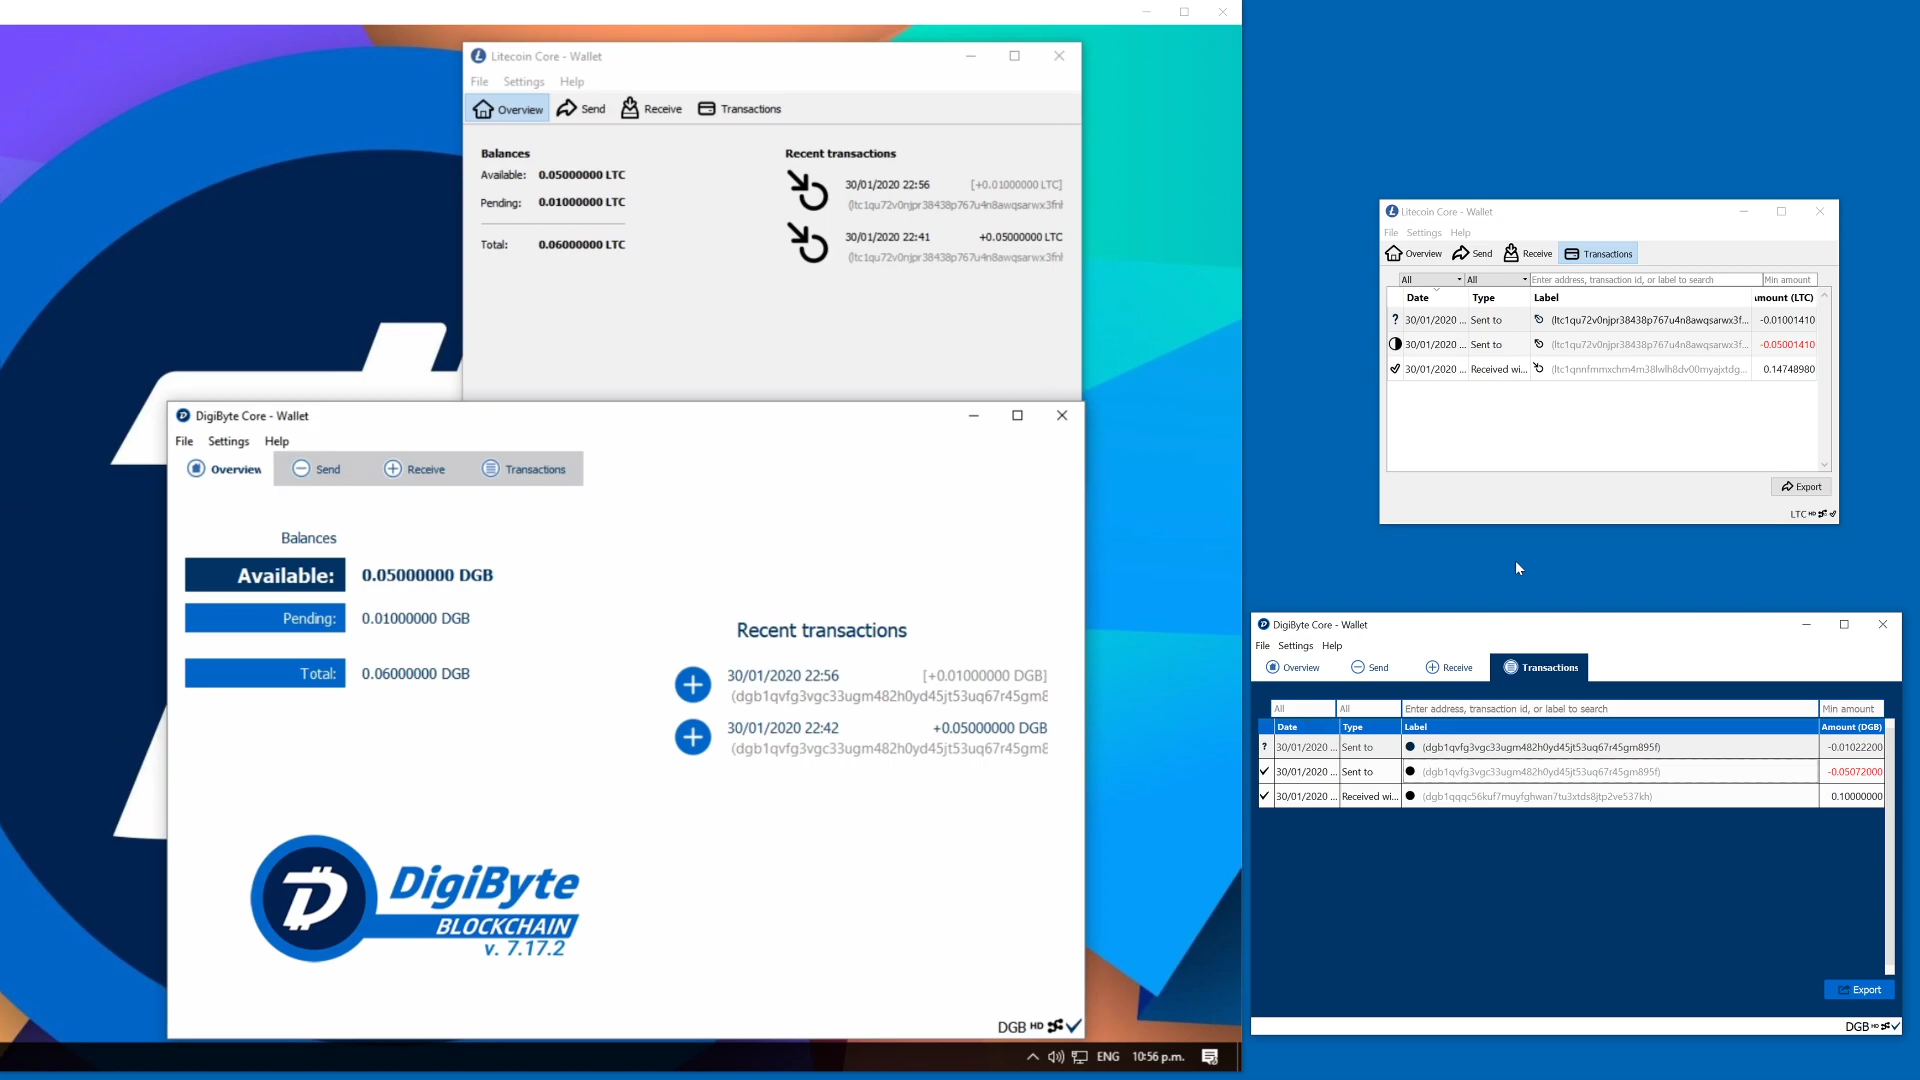 Litecoin Core - Wallet
File Settings Help
Overview Send Receive Transactions
Balances
Available: 0.05000000 LTC
Pending: 0.01000000 LTC
Total: 0.06000000 LTC
Recent transactions
30/01/2020 22:56 [+0.01000000 LTC]
(ltc1qu72v0njpr38438p767u4n8awqsarwx3fnl
30/01/2020 22:41 +0.05000000 LTC
(ltc1qu72v0njpr38438p767u4n8awqsarwx3fnl
DigiByte Core - Wallet
File Settings Help
Overview Send Receive Transactions
Balances
Available: 0.05000000 DGB
Pending: 0.01000000 DGB
Total: 0.06000000 DGB
Recent transactions
30/01/2020 22:56 [+0.01000000 DGB]
(dgb1qvfg3vgc33ugm482h0yd45jt53uq67r45gm8
30/01/2020 22:42 +0.05000000 DGB
(dgb1qvfg3vgc33ugm482h0yd45jt53uq67r45gm8
DigiByte
BLOCKCHAIN
v. 7.17.2
DGB HD
ENG 10:56 p.m.
Litecoin Core - Wallet
File Settings Help
Overview Send Receive Transactions
All All Enter address, transaction id, or label to search Min amount
Date Type Label mount (LTC)
? 30/01/2020 ... Sent to (ltc1qu72v0njpr38438p767u4n8awqsarwx3f... -0.01001410
30/01/2020 ... Sent to (ltc1qu72v0njpr38438p767u4n8awqsarwx3f... -0.05001410
30/01/2020 ... Received wi... (ltc1qnnfmmxchm4m38lwlh8dv00myajxtdg... 0.14748980
Export
LTC HD
DigiByte Core - Wallet
File Settings Help
Overview Send Receive Transactions
All All Enter address, transaction id, or label to search Min amount
Date Type Label Amount (DGB)
? 30/01/2020 ... Sent to (dgb1qvfg3vgc33ugm482h0yd45jt53uq67r45gm895f) -0.01022200
30/01/2020 ... Sent to (dgb1qvfg3vgc33ugm482h0yd45jt53uq67r45gm895f) -0.05072000
30/01/2020 ... Received wi... (dgb1qqqc56kuf7muyfghwan7tu3xtds8jtp2ve537kh) 0.10000000
Export
DGB HD